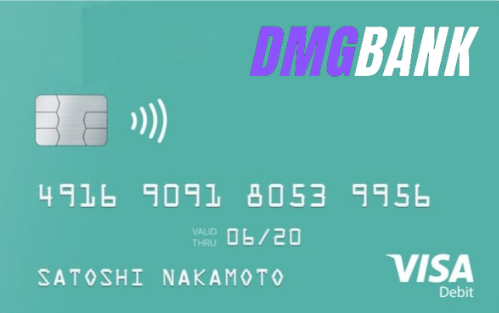 DMGBANK
4916 9091 8053 9956
VALID
THRU 06/20
SATOSHI NAKAMOTO
VISA
Debit